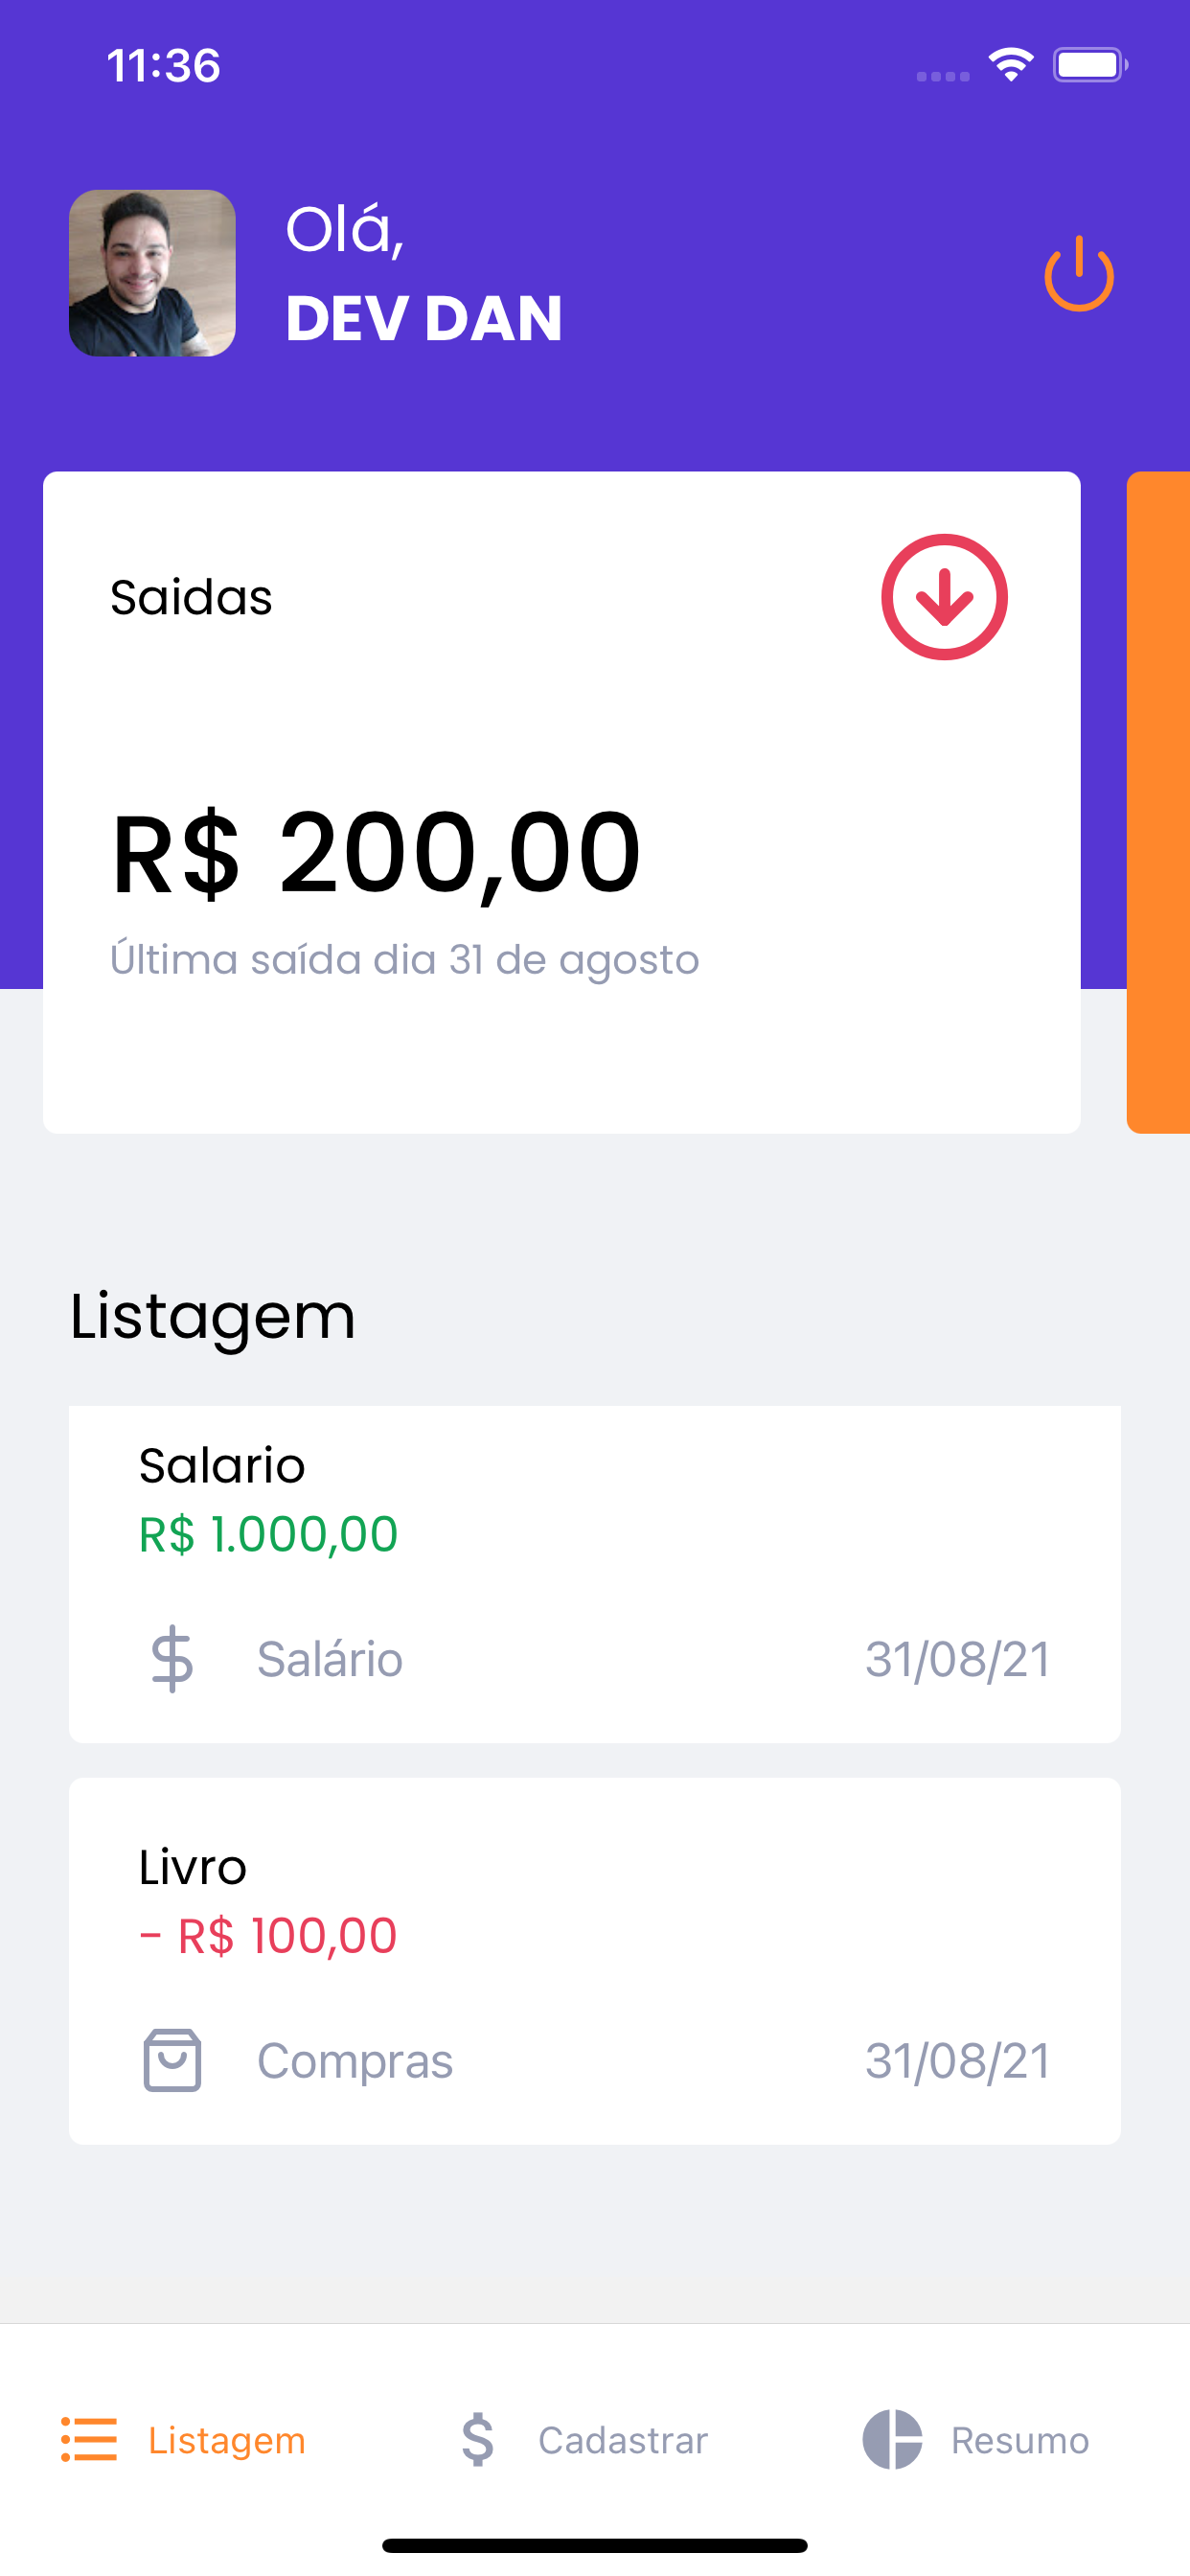 11:36
Olá,
DEV DAN
Saidas
R$ 200,00
Última saída dia 31 de agosto
Listagem
Salario
R$ 1.000,00
Salário 31/08/21
Livro
- R$ 100,00
Compras 31/08/21
Listagem Cadastrar Resumo